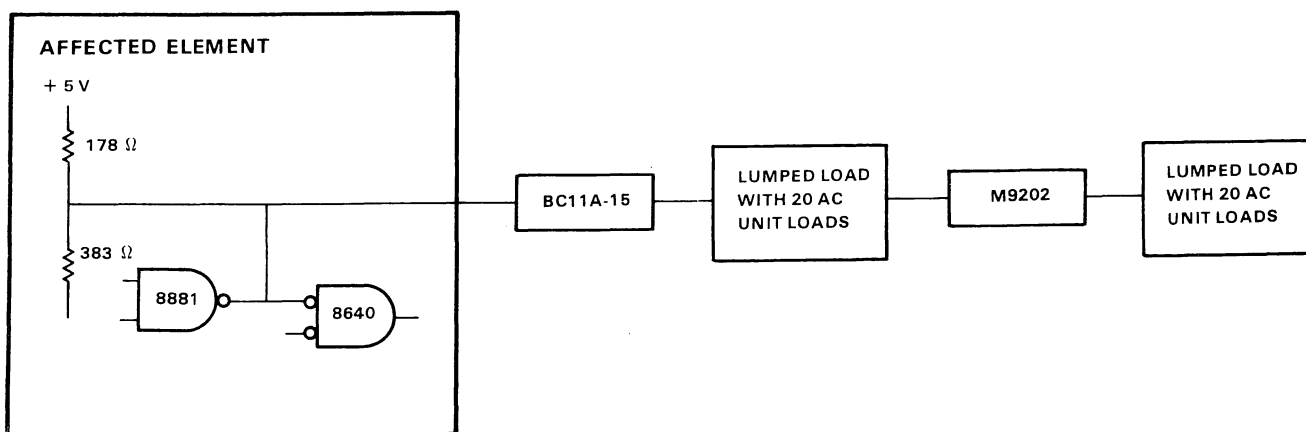 AFFECTED ELEMENT
+ 5 V
178 Ω
383 Ω
8881
8640
BC11A-15
LUMPED LOAD
WITH 20 AC
UNIT LOADS
M9202
LUMPED LOAD
WITH 20 AC
UNIT LOADS